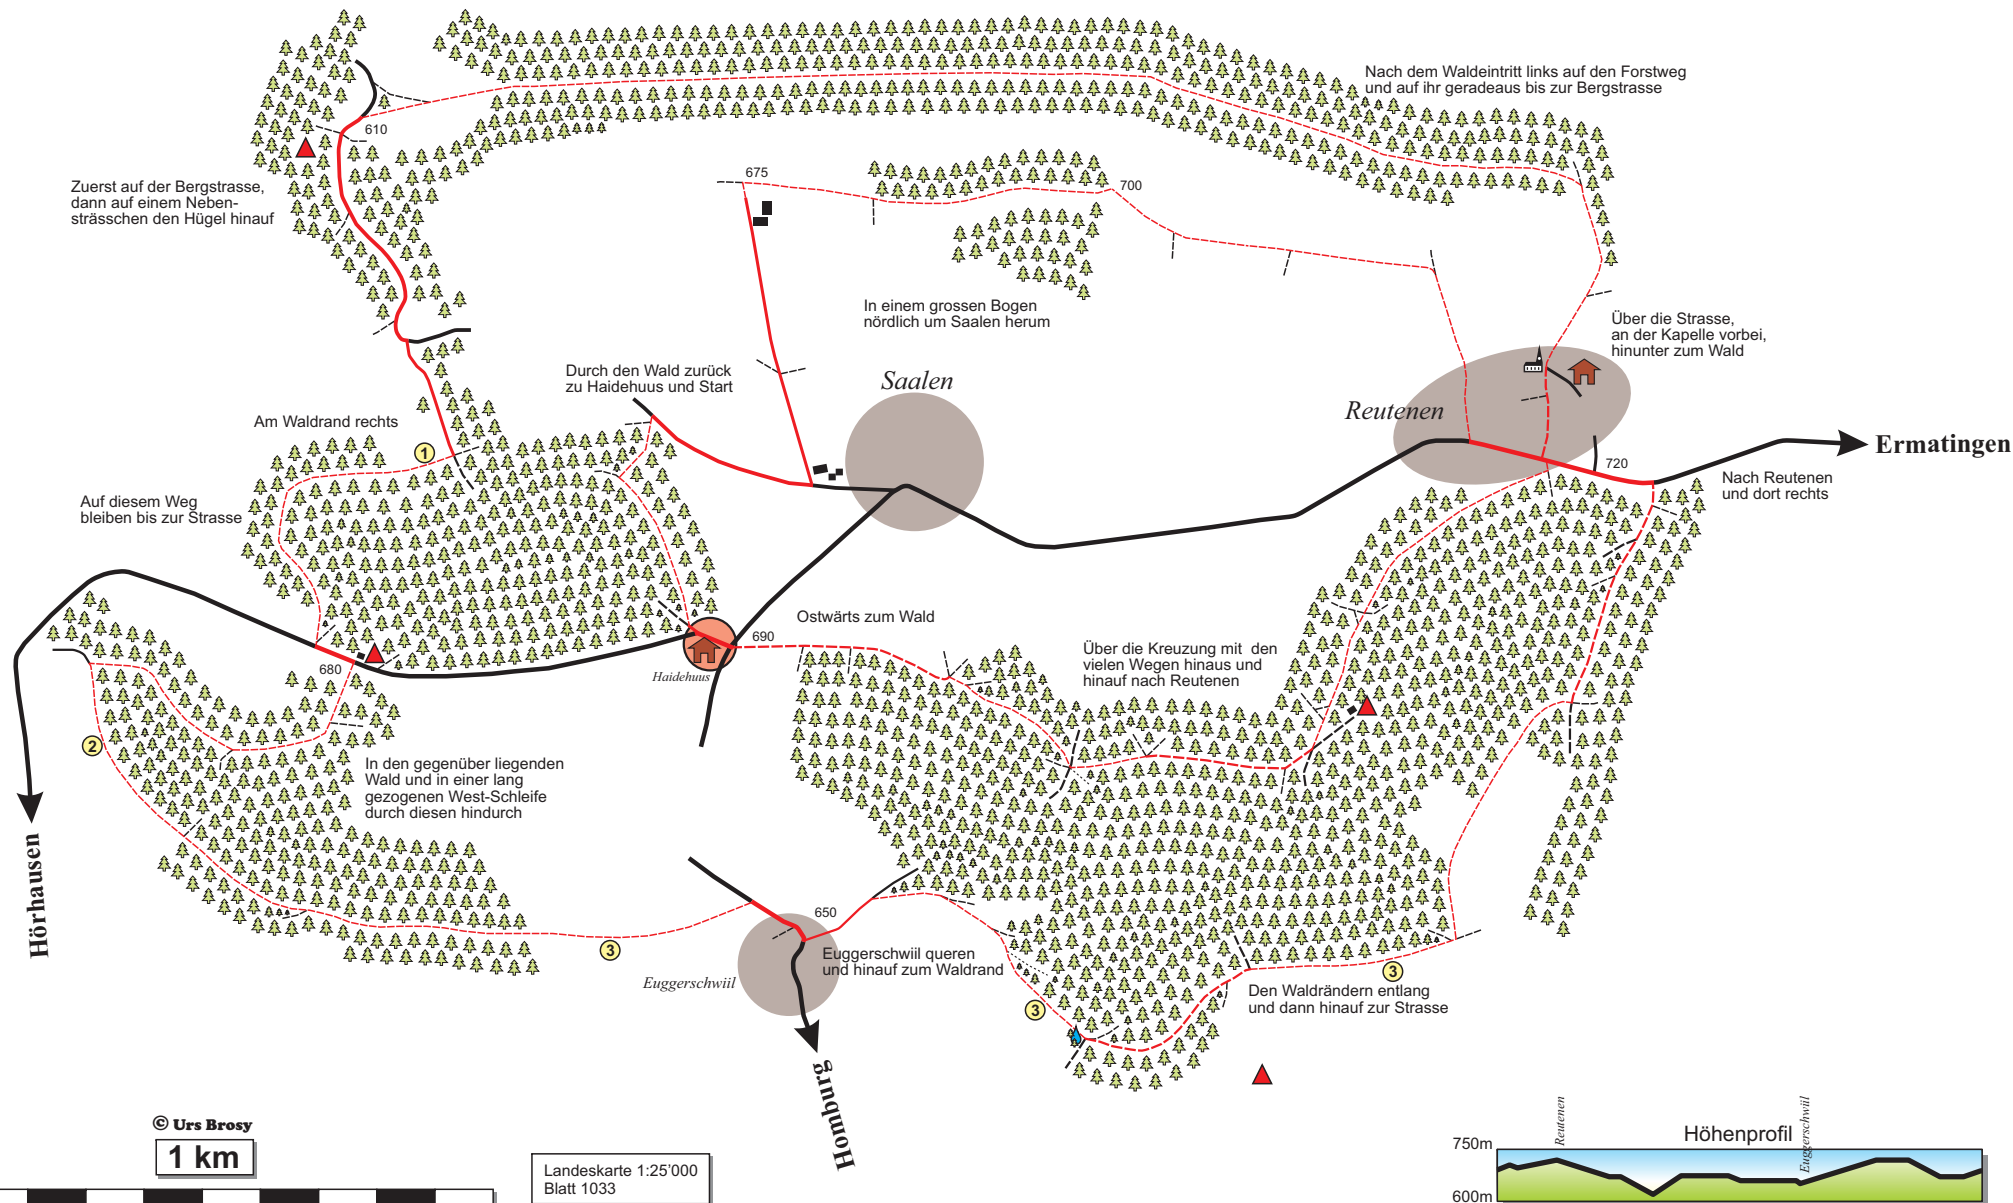 Nach dem Waldeintritt links auf den Forstweg
und auf ihr geradeaus bis zur Bergstrasse
610
Zuerst auf der Bergstrasse,
dann auf einem Neben-
strässchen den Hügel hinauf
675
700
In einem grossen Bogen
nördlich um Saalen herum
Über die Strasse,
an der Kapelle vorbei,
hinunter zum Wald
Durch den Wald zurück
zu Haidehuus und Start
Saalen
Reutenen
Am Waldrand rechts
1
Ermatingen
720
Nach Reutenen
und dort rechts
Auf diesem Weg
bleiben bis zur Strasse
Ostwärts zum Wald
690
Haidehuus
680
Über die Kreuzung mit den
vielen Wegen hinaus und
hinauf nach Reutenen
2
In den gegenüber liegenden
Wald und in einer lang
gezogenen West-Schleife
durch diesen hindurch
Hörhausen
650
3
Euggerschwiil queren
und hinauf zum Waldrand
Euggerschwiil
3
3
Den Waldrändern entlang
und dann hinauf zur Strasse
Homburg
© Urs Brosy
1 km
Landeskarte 1:25'000
Blatt 1033
Höhenprofil
Reutenen
Euggerschwiil
750m
600m